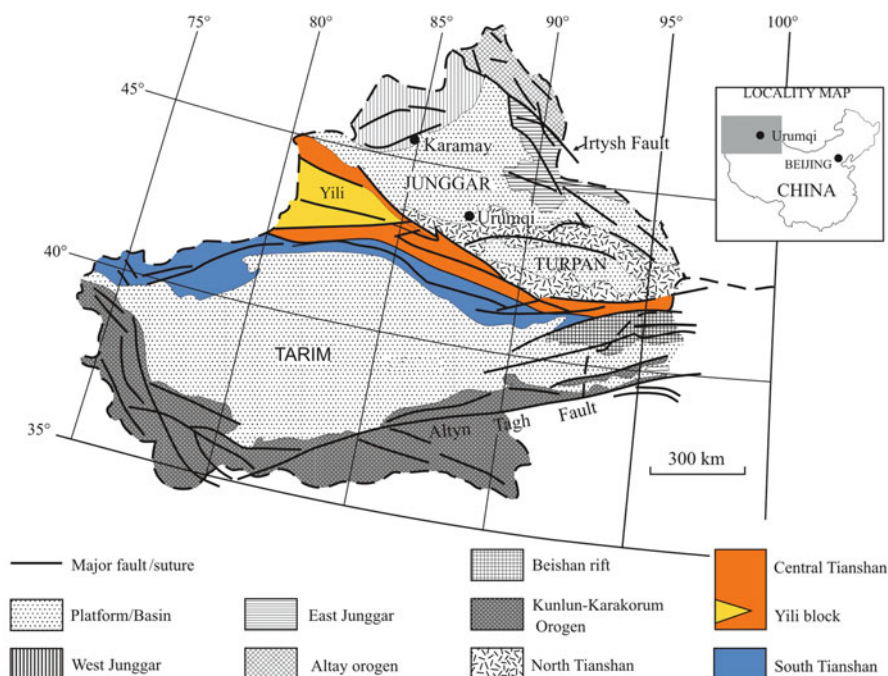 75°
80°
85°
90°
95°
100°
45°
40°
35°
Karamay
Irtysh Fault
JUNGGAR
Yili
Urumqi
TURPAN
TARIM
Altyn Tagh Fault
300 km
LOCALITY MAP
Urumqi
BEIJING
CHINA
Major fault/suture
Beishan rift
Central Tianshan
Platform/Basin
East Junggar
Kunlun-Karakorum
Orogen
Yili block
West Junggar
Altay orogen
North Tianshan
South Tianshan